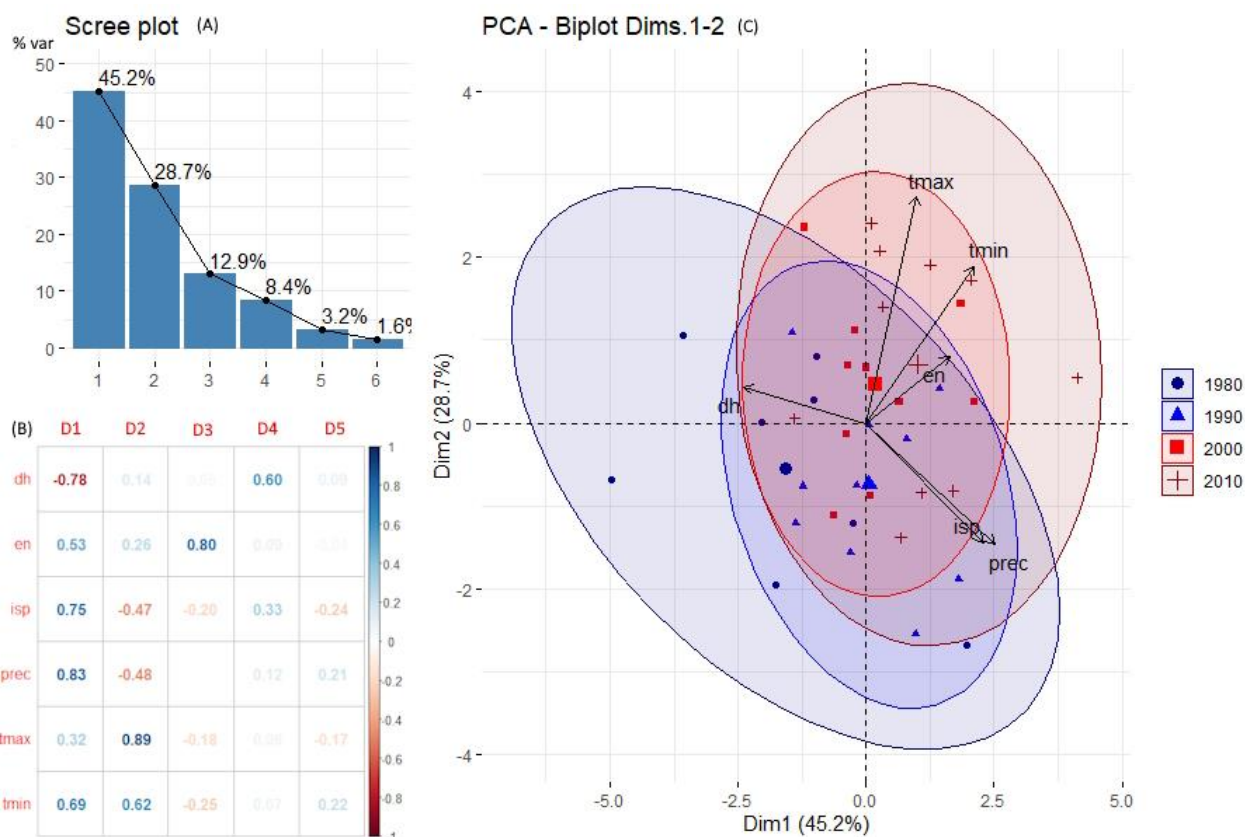 Scree plot (A)
% var
50
40
30
20
10
0
45.2%
28.7%
12.9%
8.4%
3.2%
1.6%
1 2 3 4 5 6
(B) D1 D2 D3 D4 D5
dh -0.78 0.14 0.60
en 0.53 0.26 0.80
isp 0.75 -0.47 -0.20 0.33 -0.24
prec 0.83 -0.48 0.12 0.21
tmax 0.32 0.89 -0.18 -0.17
tmin 0.69 0.62 -0.25 0.22
1
0.8
0.6
0.4
0.2
0
-0.2
-0.4
-0.6
-0.8
-1
PCA - Biplot Dims.1-2 (C)
Dim2 (28.7%)
4
2
0
-2
-4
tmax
tmin
en
dh
isp
prec
-5.0 -2.5 0.0 2.5 5.0
Dim1 (45.2%)
1980
1990
2000
2010